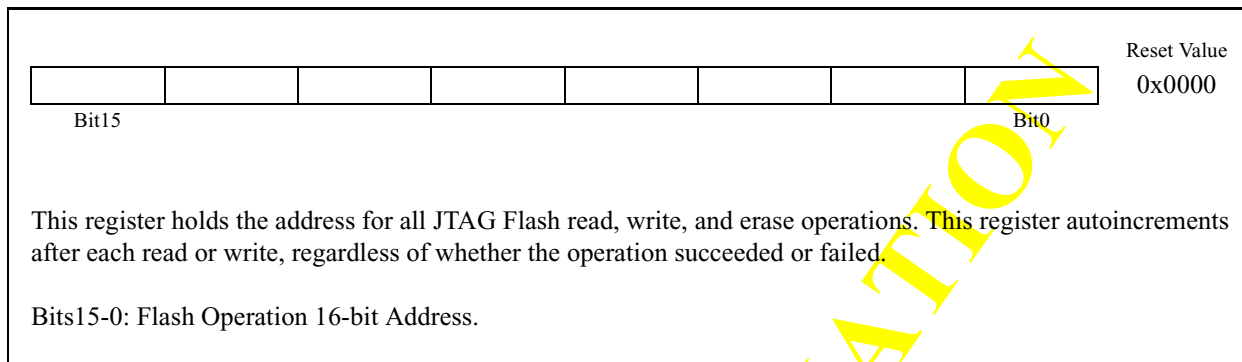 Reset Value
0x0000
Bit15 Bit0
This register holds the address for all JTAG Flash read, write, and erase operations. This register autoincrements
after each read or write, regardless of whether the operation succeeded or failed.
Bits15-0: Flash Operation 16-bit Address.
ATION